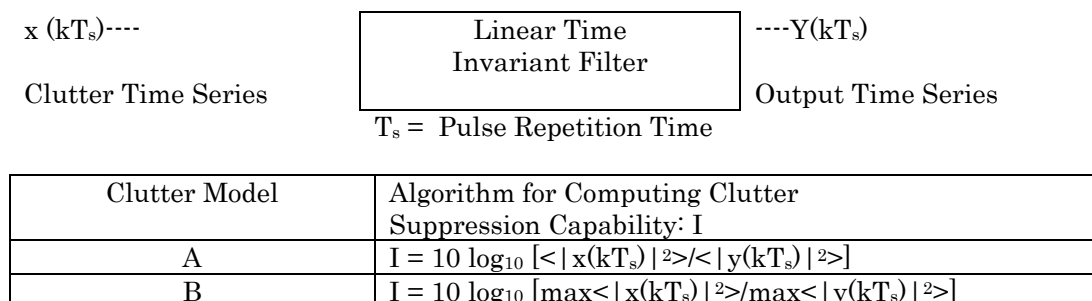 x (kTₛ)---- Linear Time ----Y(kTₛ)
Invariant Filter
Clutter Time Series Output Time Series
Tₛ = Pulse Repetition Time
Clutter Model Algorithm for Computing Clutter
Suppression Capability: I
A I = 10 log₁₀ [<|x(kTₛ)|²>/<|y(kTₛ)|²>]
B I = 10 log₁₀ [max<|x(kTₛ)|²>/max<|y(kTₛ)|²>]